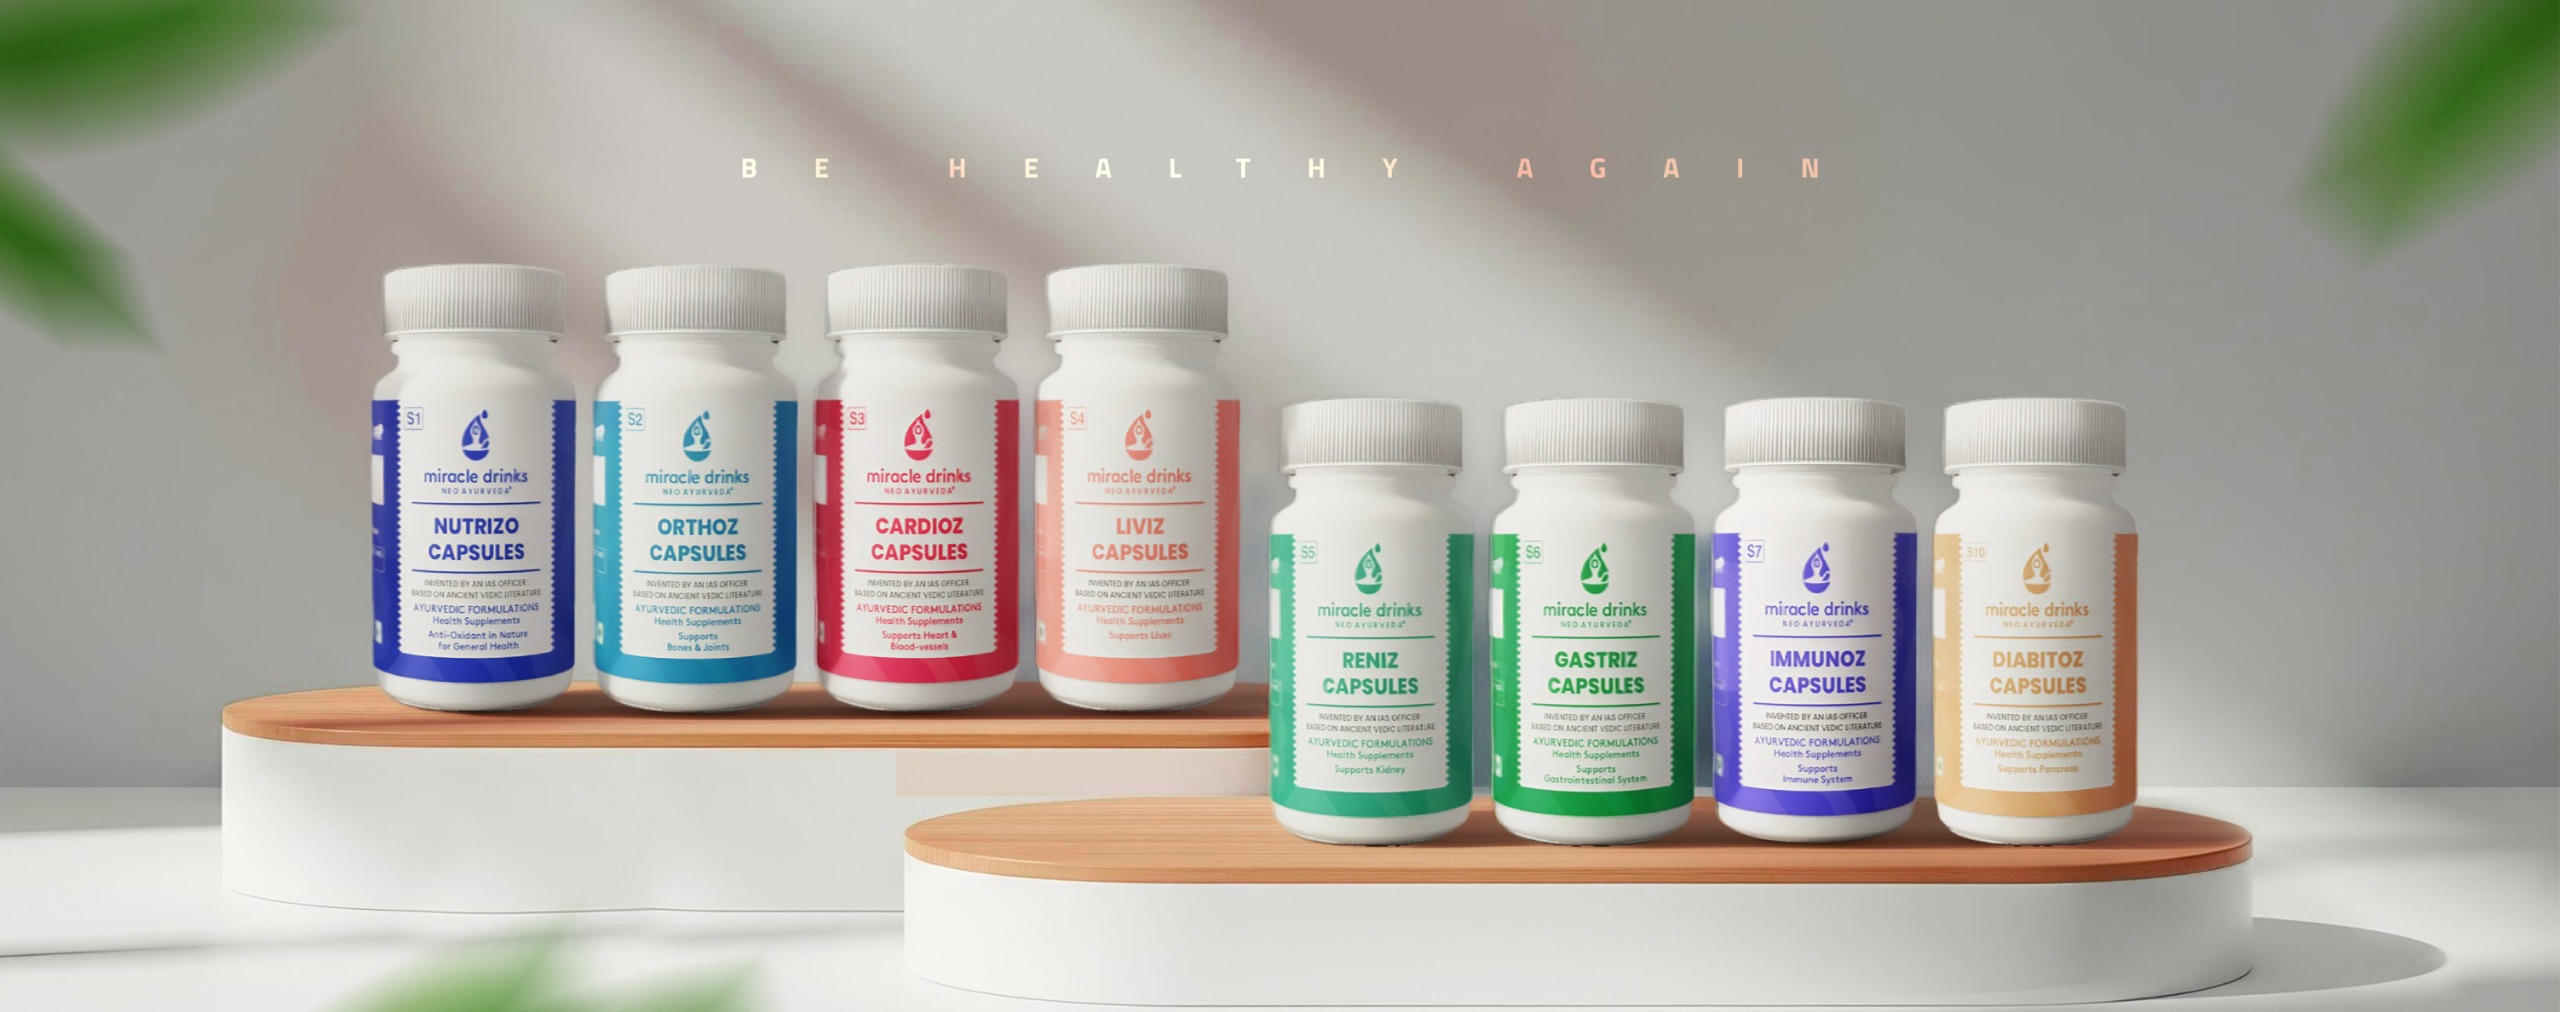 BE HEALTHY AGAIN
S1
miracle drinks
NEO AYURVEDA®
NUTRIZO
CAPSULES
INVENTED BY AN IAS OFFICER
BASED ON ANCIENT VEDIC LITERATURE
AYURVEDIC FORMULATIONS
Health Supplements
Anti-Oxidant in Nature
for General Health
S2
miracle drinks
NEO AYURVEDA®
ORTHOZ
CAPSULES
INVENTED BY AN IAS OFFICER
BASED ON ANCIENT VEDIC LITERATURE
AYURVEDIC FORMULATIONS
Health Supplements
Supports
Bones & Joints
S3
miracle drinks
NEO AYURVEDA®
CARDIOZ
CAPSULES
INVENTED BY AN IAS OFFICER
BASED ON ANCIENT VEDIC LITERATURE
AYURVEDIC FORMULATIONS
Health Supplements
Supports Heart &
Blood-vessels
S4
miracle drinks
NEO AYURVEDA®
LIVIZ
CAPSULES
INVENTED BY AN IAS OFFICER
BASED ON ANCIENT VEDIC LITERATURE
AYURVEDIC FORMULATIONS
Health Supplements
Supports Liver
S5
miracle drinks
NEO AYURVEDA®
RENIZ
CAPSULES
INVENTED BY AN IAS OFFICER
BASED ON ANCIENT VEDIC LITERATURE
AYURVEDIC FORMULATIONS
Health Supplements
Supports Kidney
S6
miracle drinks
NEO AYURVEDA®
GASTRIZ
CAPSULES
INVENTED BY AN IAS OFFICER
BASED ON ANCIENT VEDIC LITERATURE
AYURVEDIC FORMULATIONS
Health Supplements
Supports
Gastrointestinal System
S7
miracle drinks
NEO AYURVEDA®
IMMUNOZ
CAPSULES
INVENTED BY AN IAS OFFICER
BASED ON ANCIENT VEDIC LITERATURE
AYURVEDIC FORMULATIONS
Health Supplements
Supports
Immune System
S10
miracle drinks
NEO AYURVEDA®
DIABITOZ
CAPSULES
INVENTED BY AN IAS OFFICER
BASED ON ANCIENT VEDIC LITERATURE
AYURVEDIC FORMULATIONS
Health Supplements
Supports Pancreas